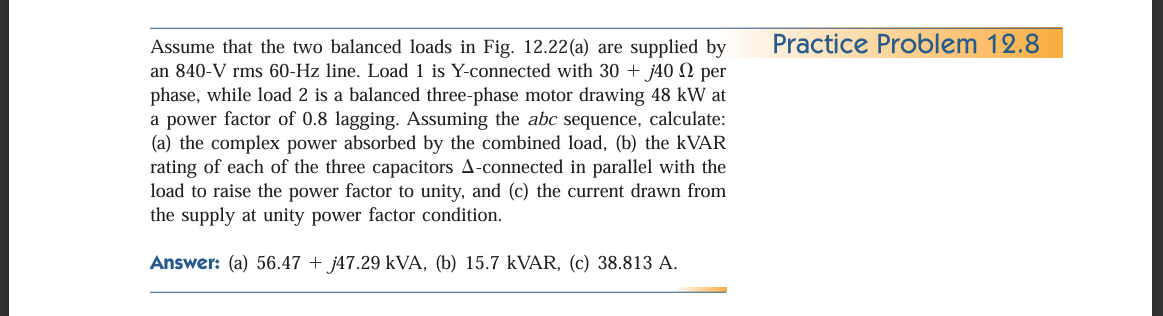 Practice Problem 12.8
Assume that the two balanced loads in Fig. 12.22(a) are supplied by
an 840-V rms 60-Hz line. Load 1 is Y-connected with 30 + j40 Ω per
phase, while load 2 is a balanced three-phase motor drawing 48 kW at
a power factor of 0.8 lagging. Assuming the abc sequence, calculate:
(a) the complex power absorbed by the combined load, (b) the kVAR
rating of each of the three capacitors Δ-connected in parallel with the
load to raise the power factor to unity, and (c) the current drawn from
the supply at unity power factor condition.
Answer: (a) 56.47 + j47.29 kVA, (b) 15.7 kVAR, (c) 38.813 A.